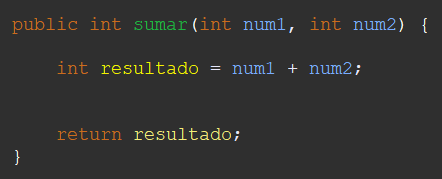 public int sumar(int num1, int num2) {
int resultado = num1 + num2;
return resultado;
}